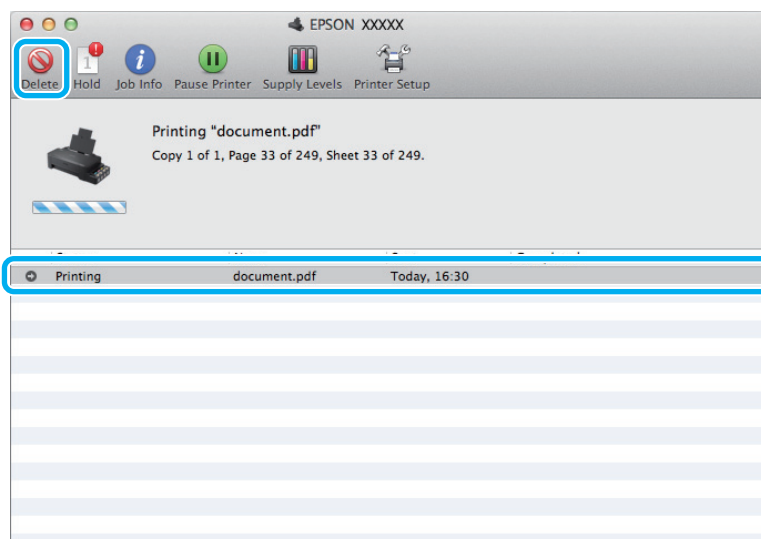 EPSON XXXXX
1
Delete Hold Job Info Pause Printer Supply Levels Printer Setup
Printing "document.pdf"
Copy 1 of 1, Page 33 of 249, Sheet 33 of 249.
Printing document.pdf Today, 16:30